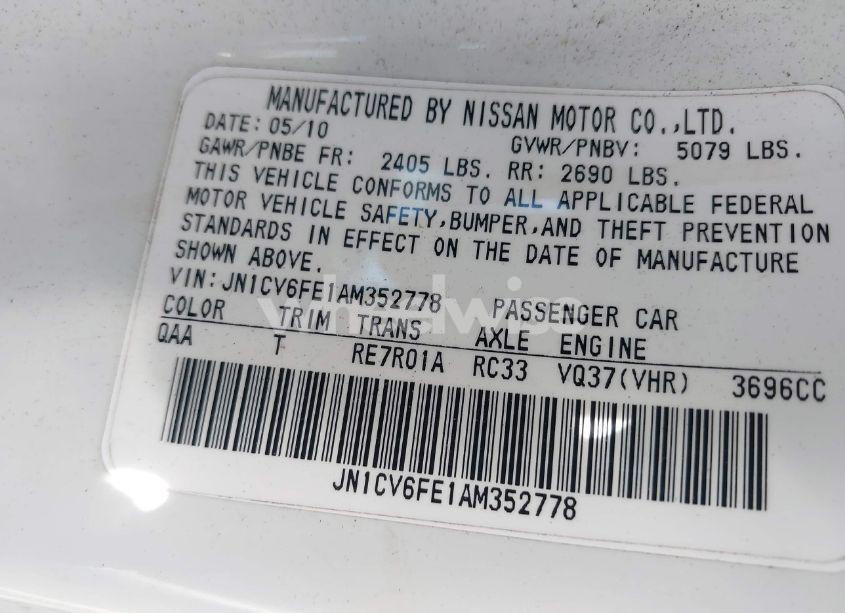 MANUFACTURED BY NISSAN MOTOR CO.,LTD.
DATE: 05/10 GVWR/PNBV: 5079 LBS.
GAWR/PNBE FR: 2405 LBS. RR: 2690 LBS.
THIS VEHICLE CONFORMS TO ALL APPLICABLE FEDERAL
MOTOR VEHICLE SAFETY,BUMPER,AND THEFT PREVENTION
STANDARDS IN EFFECT ON THE DATE OF MANUFACTURE
SHOWN ABOVE.
VIN:JN1CV6FE1AM352778 PASSENGER CAR
COLOR TRIM TRANS AXLE ENGINE
QAA T RE7R01A RC33 VQ37(VHR) 3696CC
JN1CV6FE1AM352778
wheelwise